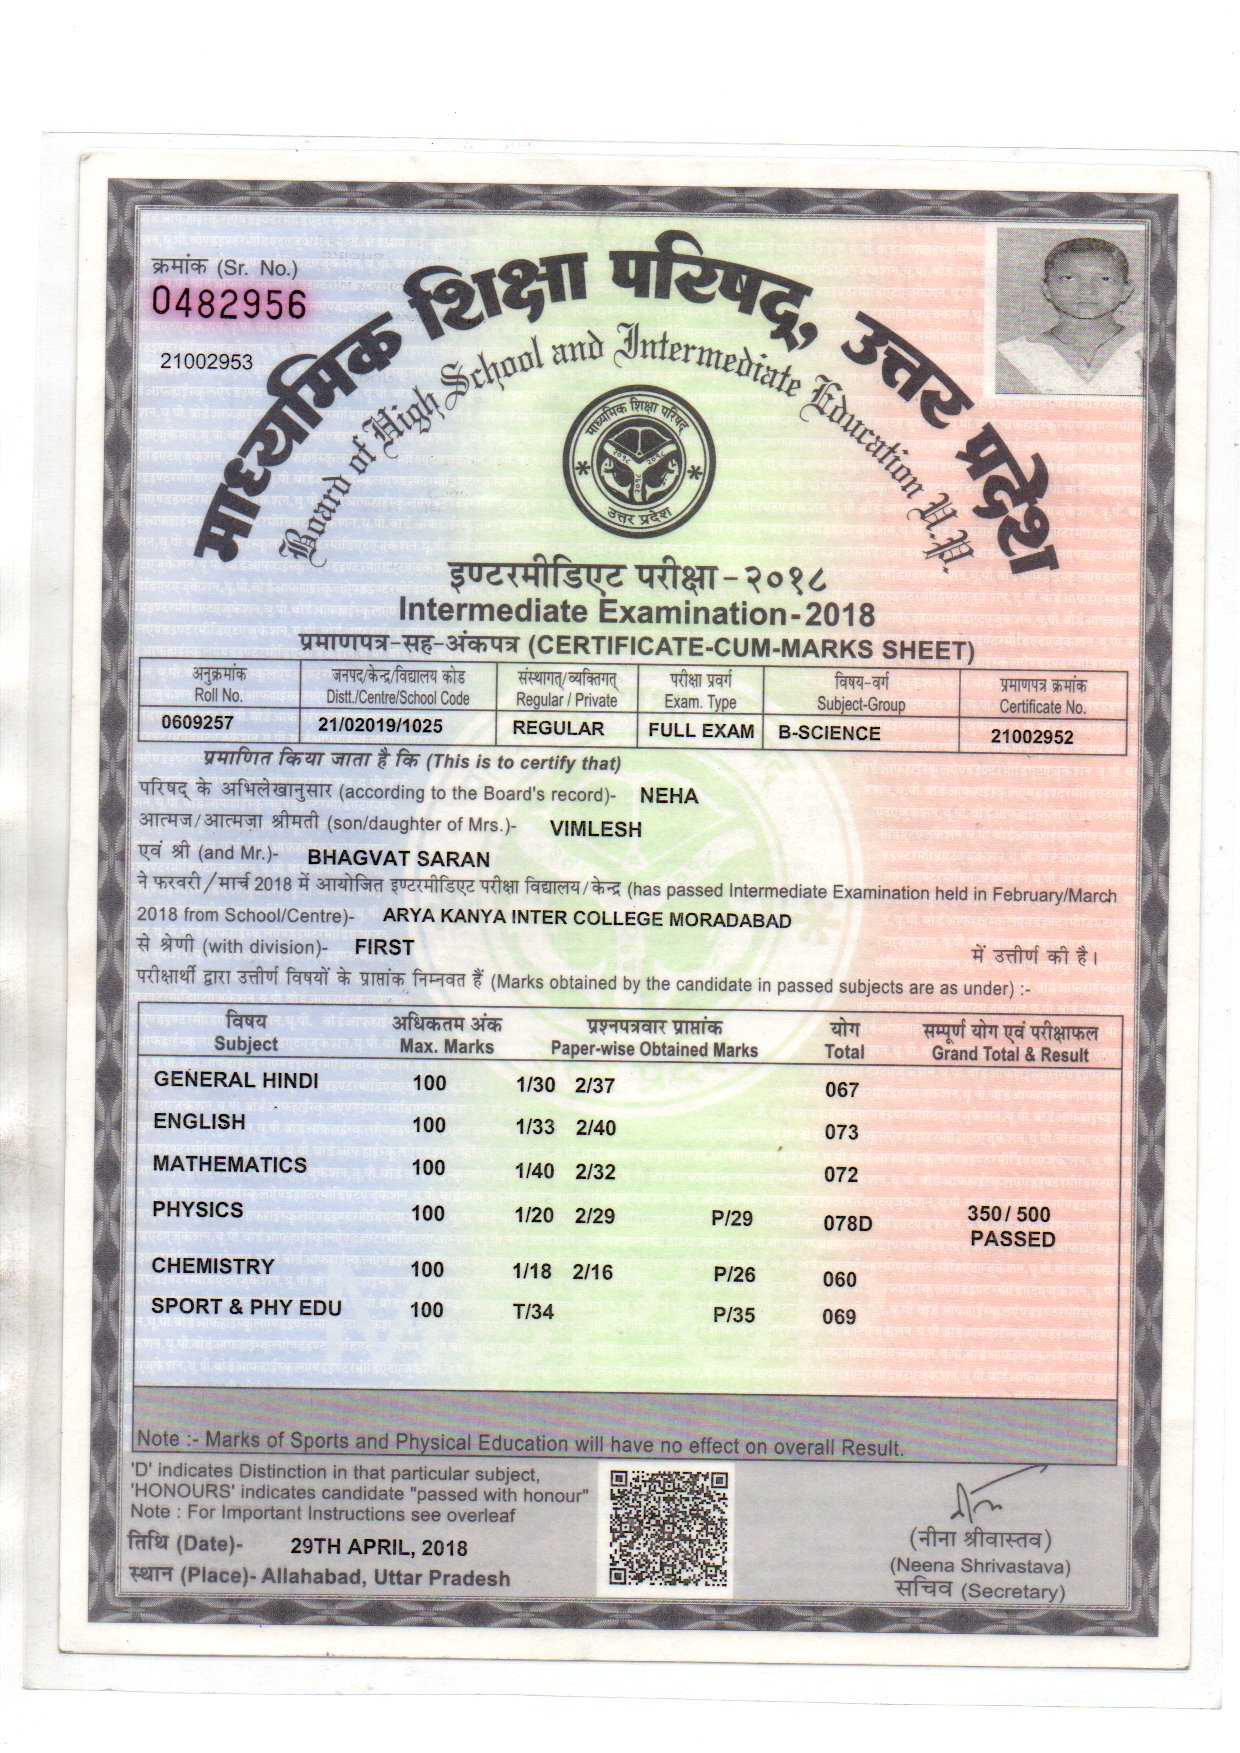 क्रमांक (Sr. No.)
0482956
21002953
माध्यमिक शिक्षा परिषद्, उत्तर प्रदेश
Board of High School and Intermediate Education U.P.
माध्यमिक शिक्षा परिषद
२०१८ २०१८
२०१८
उत्तर प्रदेश
इण्टरमीडिएट परीक्षा - २०१८
Intermediate Examination - 2018
प्रमाणपत्र-सह-अंकपत्र (CERTIFICATE-CUM-MARKS SHEET)
अनुक्रमांक जनपद/केन्द्र/विद्यालय कोड संस्थागत्/व्यक्तिगत् परीक्षा प्रवर्ग विषय-वर्ग प्रमाणपत्र क्रमांक
Roll No. Distt./Centre/School Code Regular / Private Exam. Type Subject-Group Certificate No.
0609257 21/02019/1025 REGULAR FULL EXAM B-SCIENCE 21002952
प्रमाणित किया जाता है कि (This is to certify that)
परिषद् के अभिलेखानुसार (according to the Board's record)- NEHA
आत्मज/आत्मजा श्रीमती (son/daughter of Mrs.)- VIMLESH
एवं श्री (and Mr.)- BHAGVAT SARAN
ने फरवरी/मार्च 2018 में आयोजित इण्टरमीडिएट परीक्षा विद्यालय/केन्द्र (has passed Intermediate Examination held in February/March
2018 from School/Centre)- ARYA KANYA INTER COLLEGE MORADABAD
से श्रेणी (with division)- FIRST में उत्तीर्ण की है।
परीक्षार्थी द्वारा उत्तीर्ण विषयों के प्राप्तांक निम्नवत हैं (Marks obtained by the candidate in passed subjects are as under) :-
विषय अधिकतम अंक प्रश्नपत्रवार प्राप्तांक योग सम्पूर्ण योग एवं परीक्षाफल
Subject Max. Marks Paper-wise Obtained Marks Total Grand Total & Result
GENERAL HINDI 100 1/30 2/37 067
ENGLISH 100 1/33 2/40 073
MATHEMATICS 100 1/40 2/32 072
PHYSICS 100 1/20 2/29 P/29 078D 350/ 500
PASSED
CHEMISTRY 100 1/18 2/16 P/26 060
SPORT & PHY EDU 100 T/34 P/35 069
Note :- Marks of Sports and Physical Education will have no effect on overall Result.
'D' indicates Distinction in that particular subject,
'HONOURS' indicates candidate "passed with honour"
Note : For Important Instructions see overleaf
तिथि (Date)- 29TH APRIL, 2018
स्थान (Place)- Allahabad, Uttar Pradesh
(नीना श्रीवास्तव)
(Neena Shrivastava)
सचिव (Secretary)